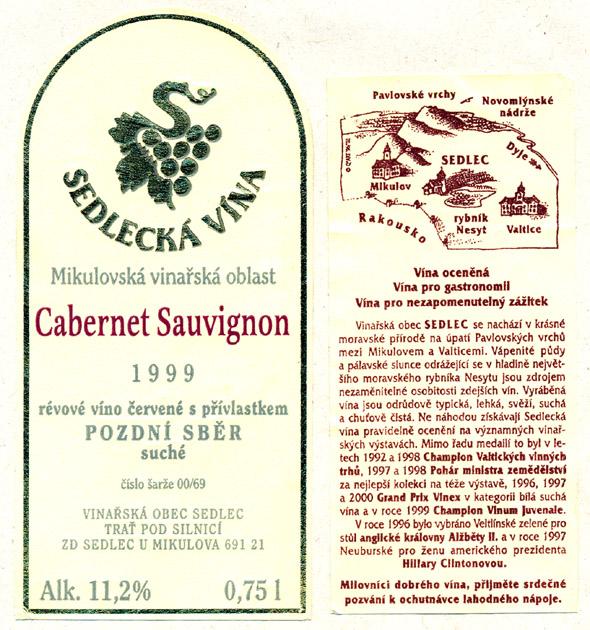 SEDLECKÁ VÍNA
Mikulovská vinařská oblast
Cabernet Sauvignon
1999
révové víno červené s přívlastkem
POZDNÍ SBĚR
suché
číslo šarže 00/69
VINAŘSKÁ OBEC SEDLEC
TRAŤ POD SILNICÍ
ZD SEDLEC U MIKULOVA 691 21
Alk. 11,2% 0,75 l
Pavlovské vrchy
Novomlýnské
nádrže
Dyje
SEDLEC
Mikulov
Rakousko
rybník
Nesyt
Valtice
Vína oceněná
Vína pro gastronomii
Vína pro nezapomenutelný zážitek
Vinařská obec SEDLEC se nachází v krásné
moravské přírodě na úpatí Pavlovských vrchů
mezi Mikulovem a Valticemi. Vápenité půdy
a pálavské slunce odrážející se v hladině největ-
šího moravského rybníka Nesytu jsou zdrojem
nezaměnitelné osobitosti zdejších vín. Vyráběná
vína jsou odrůdově typická, lehká, svěží, suchá
a chuťově čistá. Ne náhodou získávají Sedlecká
vína pravidelně ocenění na významných vinař-
ských výstavách. Mimo řadu medailí to byl v le-
tech 1992 a 1998 Champion Valtických vinných
trhů, 1997 a 1998 Pohár ministra zemědělství
za nejlepší kolekci na téže výstavě, 1996, 1997
a 2000 Grand Prix Vinex v kategorii bílá suchá
vína a v roce 1999 Champion Vinum Juvenale.
V roce 1996 bylo vybráno Veltlínské zelené pro
stůl anglické královny Alžběty II. a v roce 1997
Neuburské pro ženu amerického prezidenta
Hillary Clintonovou.
Milovníci dobrého vína, přijměte srdečné
pozvání k ochutnávce lahodného nápoje.